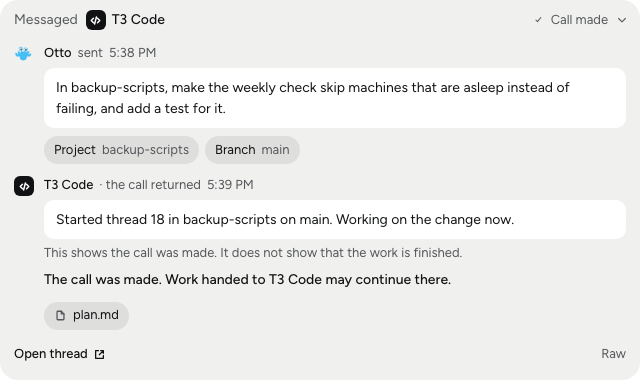 Messaged T3 Code Call made
Otto sent 5:38 PM
In backup-scripts, make the weekly check skip machines that are asleep instead of
failing, and add a test for it.
Project backup-scripts Branch main
T3 Code · the call returned 5:39 PM
Started thread 18 in backup-scripts on main. Working on the change now.
This shows the call was made. It does not show that the work is finished.
The call was made. Work handed to T3 Code may continue there.
plan.md
Open thread Raw